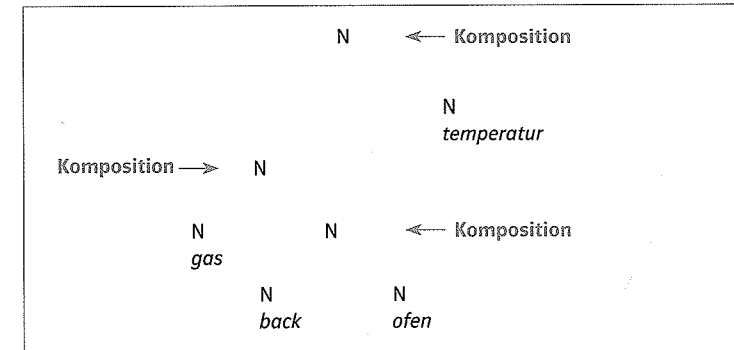 N ← Komposition
N
temperatur
Komposition → N
N N ← Komposition
gas
N N
back ofen